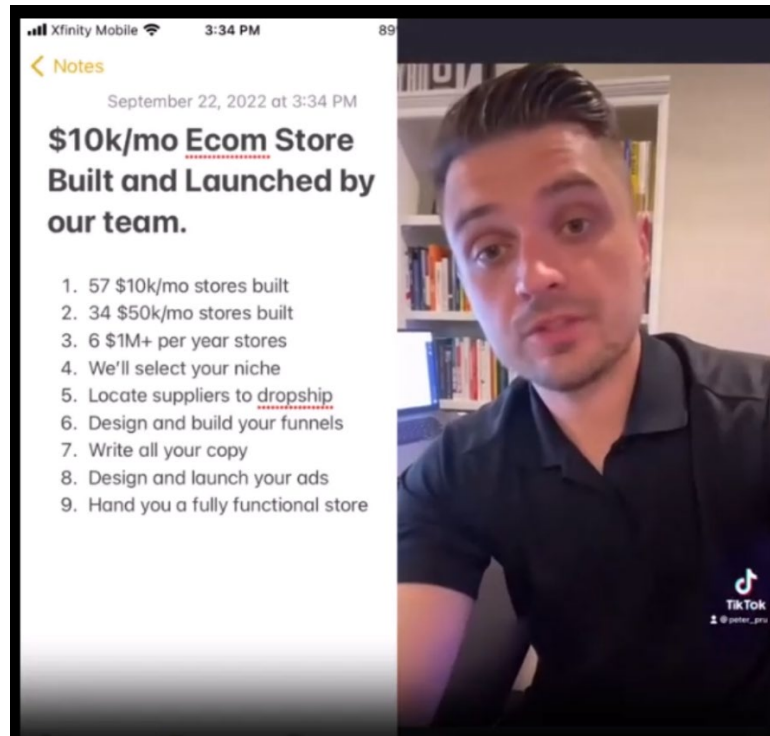 Xfinity Mobile 3:34 PM 89
Notes
September 22, 2022 at 3:34 PM
$10k/mo Ecom Store
Built and Launched by
our team.
1. 57 $10k/mo stores built
2. 34 $50k/mo stores built
3. 6 $1M+ per year stores
4. We'll select your niche
5. Locate suppliers to dropship
6. Design and build your funnels
7. Write all your copy
8. Design and launch your ads
9. Hand you a fully functional store
TikTok
@peter_pru